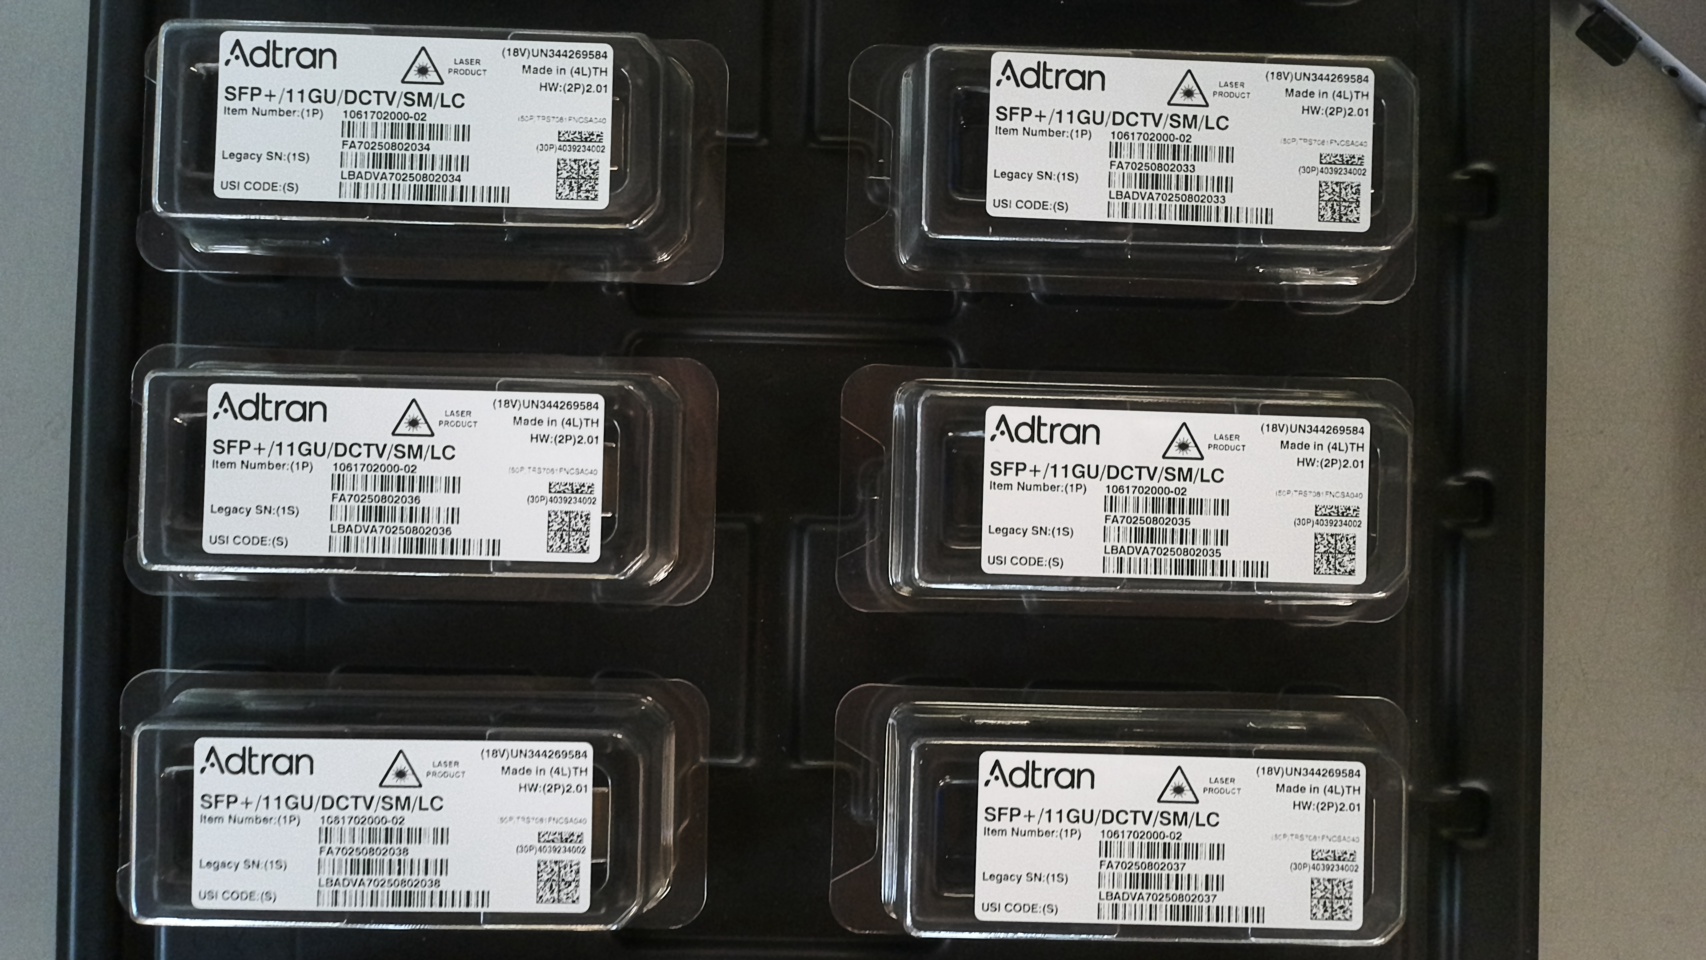 Adtran
LASER
PRODUCT
(18V)UN344269584
Made in (4L)TH
HW:(2P)2.01
SFP+/11GU/DCTV/SM/LC
Item Number:(1P) 1061702000-02
FA70250802034
(30P)4039234002
Legacy SN:(1S)
LBADVA70250802034
USI CODE:(S)
Adtran
LASER
PRODUCT
(18V)UN344269584
Made in (4L)TH
HW:(2P)2.01
SFP+/11GU/DCTV/SM/LC
Item Number:(1P) 1061702000-02
FA70250802033
(30P)4039234002
Legacy SN:(1S)
LBADVA70250802033
USI CODE:(S)
Adtran
LASER
PRODUCT
(18V)UN344269584
Made in (4L)TH
HW:(2P)2.01
SFP+/11GU/DCTV/SM/LC
Item Number:(1P) 1061702000-02
FA70250802036
(30P)4039234002
Legacy SN:(1S)
LBADVA70250802036
USI CODE:(S)
Adtran
LASER
PRODUCT
(18V)UN344269584
Made in (4L)TH
HW:(2P)2.01
SFP+/11GU/DCTV/SM/LC
Item Number:(1P) 1061702000-02
FA70250802035
(30P)4039234002
Legacy SN:(1S)
LBADVA70250802035
USI CODE:(S)
Adtran
LASER
PRODUCT
(18V)UN344269584
Made in (4L)TH
HW:(2P)2.01
SFP+/11GU/DCTV/SM/LC
Item Number:(1P) 1061702000-02
FA70250802038
(30P)4039234002
Legacy SN:(1S)
LBADVA70250802038
USI CODE:(S)
Adtran
LASER
PRODUCT
(18V)UN344269584
Made in (4L)TH
HW:(2P)2.01
SFP+/11GU/DCTV/SM/LC
Item Number:(1P) 1061702000-02
FA70250802037
(30P)4039234002
Legacy SN:(1S)
LBADVA70250802037
USI CODE:(S)